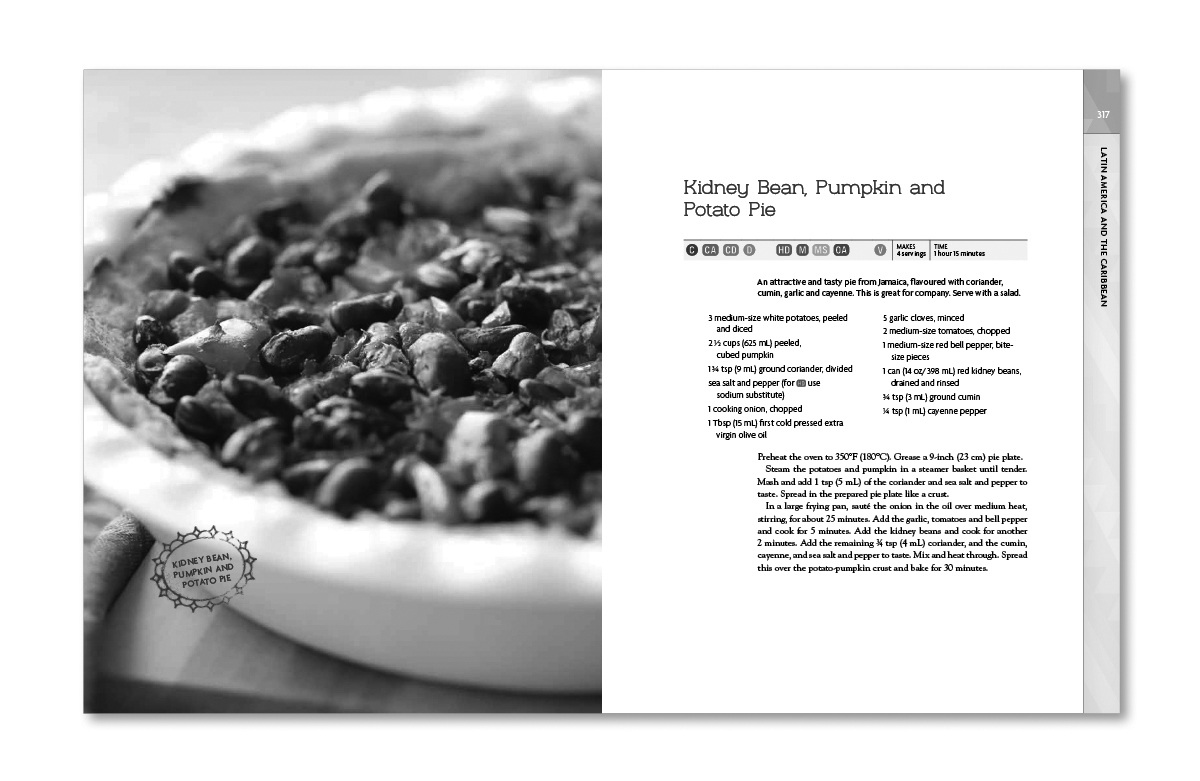 KIDNEY BEAN,
PUMPKIN AND
POTATO PIE
317
LATIN AMERICA AND THE CARIBBEAN
Kidney Bean, Pumpkin and
Potato Pie
C CA CD D HD M MS CA V
MAKES
4 servings
TIME
1 hour 15 minutes
An attractive and tasty pie from Jamaica, flavoured with coriander,
cumin, garlic and cayenne. This is great for company. Serve with a salad.
3 medium-size white potatoes, peeled
and diced
2½ cups (625 mL) peeled,
cubed pumpkin
1¾ tsp (9 mL) ground coriander, divided
sea salt and pepper (for HD use
sodium substitute)
1 cooking onion, chopped
1 Tbsp (15 mL) first cold pressed extra
virgin olive oil
5 garlic cloves, minced
2 medium-size tomatoes, chopped
1 medium-size red bell pepper, bite-
size pieces
1 can (14 oz/398 mL) red kidney beans,
drained and rinsed
¾ tsp (3 mL) ground cumin
¼ tsp (1 mL) cayenne pepper
Preheat the oven to 350°F (180°C). Grease a 9-inch (23 cm) pie plate.
Steam the potatoes and pumpkin in a steamer basket until tender.
Mash and add 1 tsp (5 mL) of the coriander and sea salt and pepper to
taste. Spread in the prepared pie plate like a crust.
In a large frying pan, sauté the onion in the oil over medium heat,
stirring, for about 25 minutes. Add the garlic, tomatoes and bell pepper
and cook for 5 minutes. Add the kidney beans and cook for another
2 minutes. Add the remaining ¾ tsp (4 mL) coriander, and the cumin,
cayenne, and sea salt and pepper to taste. Mix and heat through. Spread
this over the potato-pumpkin crust and bake for 30 minutes.